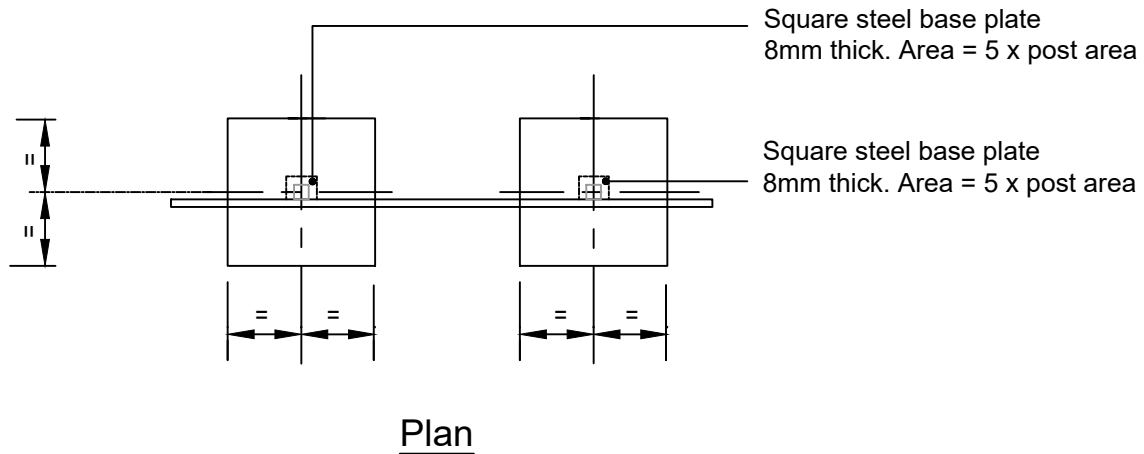 Square steel base plate
8mm thick. Area = 5 x post area
Square steel base plate
8mm thick. Area = 5 x post area
=
=
= = = =
Plan